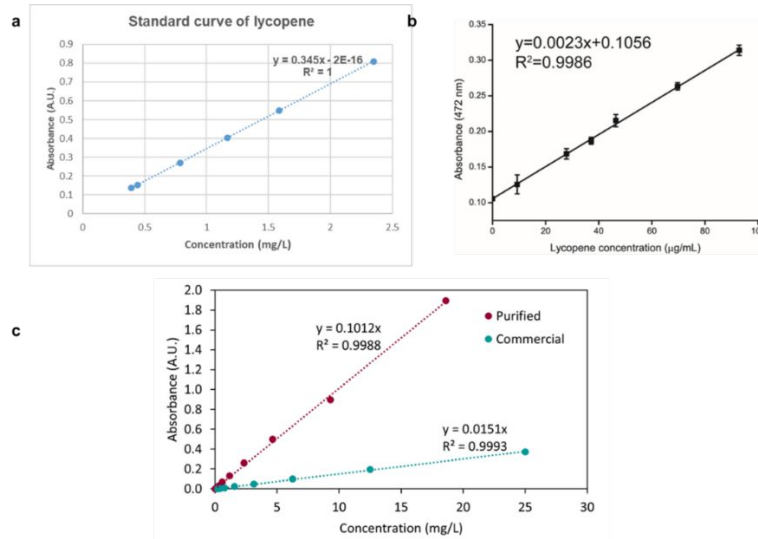 a
Standard curve of lycopene
0.9
0.8
0.7
0.6
0.5
0.4
0.3
0.2
0.1
0
Absorbance (A.U.)
y = 0.345x - 2E-16
R² = 1
0 0.5 1 1.5 2 2.5
Concentration (mg/L)
b
y=0.0023x+0.1056
R²=0.9986
0.35
0.30
0.25
0.20
0.15
0.10
Absorbance (472 nm)
0 20 40 60 80 100
Lycopene concentration (μg/mL)
c
2.0
1.8
1.6
1.4
1.2
1.0
0.8
0.6
0.4
0.2
0.0
Absorbance (A.U.)
y = 0.1012x
R² = 0.9988
Purified
Commercial
y = 0.0151x
R² = 0.9993
0 5 10 15 20 25 30
Concentration (mg/L)